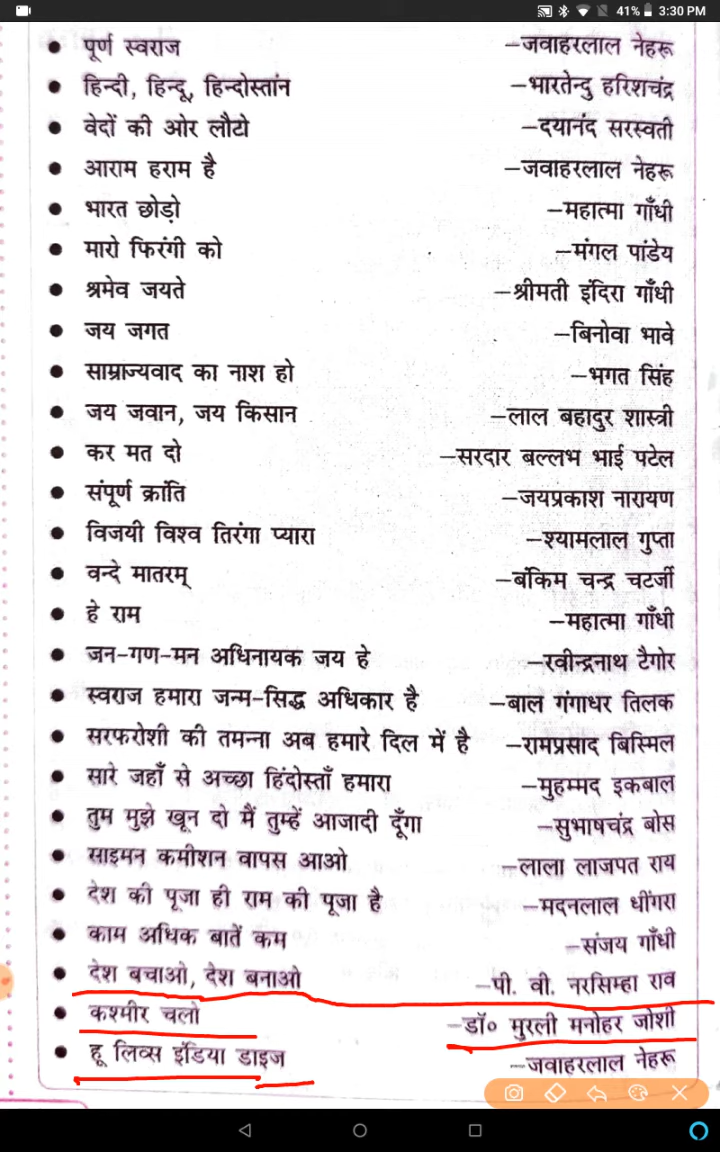 41% 3:30 PM
• पूर्ण स्वराज –जवाहरलाल नेहरू
• हिन्दी, हिन्दू, हिन्दोस्तांन –भारतेन्दु हरिशचंद्र
• वेदों की ओर लौटो –दयानंद सरस्वती
• आराम हराम है –जवाहरलाल नेहरू
• भारत छोड़ो –महात्मा गाँधी
• मारो फिरंगी को –मंगल पांडेय
• श्रमेव जयते –श्रीमती इंदिरा गाँधी
• जय जगत –बिनोवा भावे
• साम्राज्यवाद का नाश हो –भगत सिंह
• जय जवान, जय किसान –लाल बहादुर शास्त्री
• कर मत दो –सरदार बल्लभ भाई पटेल
• संपूर्ण क्रांति –जयप्रकाश नारायण
• विजयी विश्व तिरंगा प्यारा –श्यामलाल गुप्ता
• वन्दे मातरम् –बंकिम चन्द्र चटर्जी
• हे राम –महात्मा गाँधी
• जन-गण-मन अधिनायक जय हे –रवीन्द्रनाथ टैगोर
• स्वराज हमारा जन्म-सिद्ध अधिकार है –बाल गंगाधर तिलक
• सरफरोशी की तमन्ना अब हमारे दिल में है –रामप्रसाद बिस्मिल
• सारे जहाँ से अच्छा हिंदोस्ताँ हमारा –मुहम्मद इकबाल
• तुम मुझे खून दो मैं तुम्हें आजादी दूँगा –सुभाषचंद्र बोस
• साइमन कमीशन वापस आओ –लाला लाजपत राय
• देश की पूजा ही राम की पूजा है –मदनलाल धींगरा
• काम अधिक बातें कम –संजय गाँधी
• देश बचाओ, देश बनाओ –पी. वी. नरसिम्हा राव
• कश्मीर चलो –डॉ० मुरली मनोहर जोशी
• हू लिव्स इंडिया डाइज –जवाहरलाल नेहरू